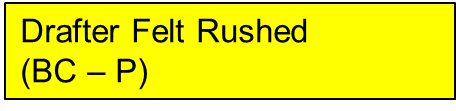 Drafter Felt Rushed
(BC – P)